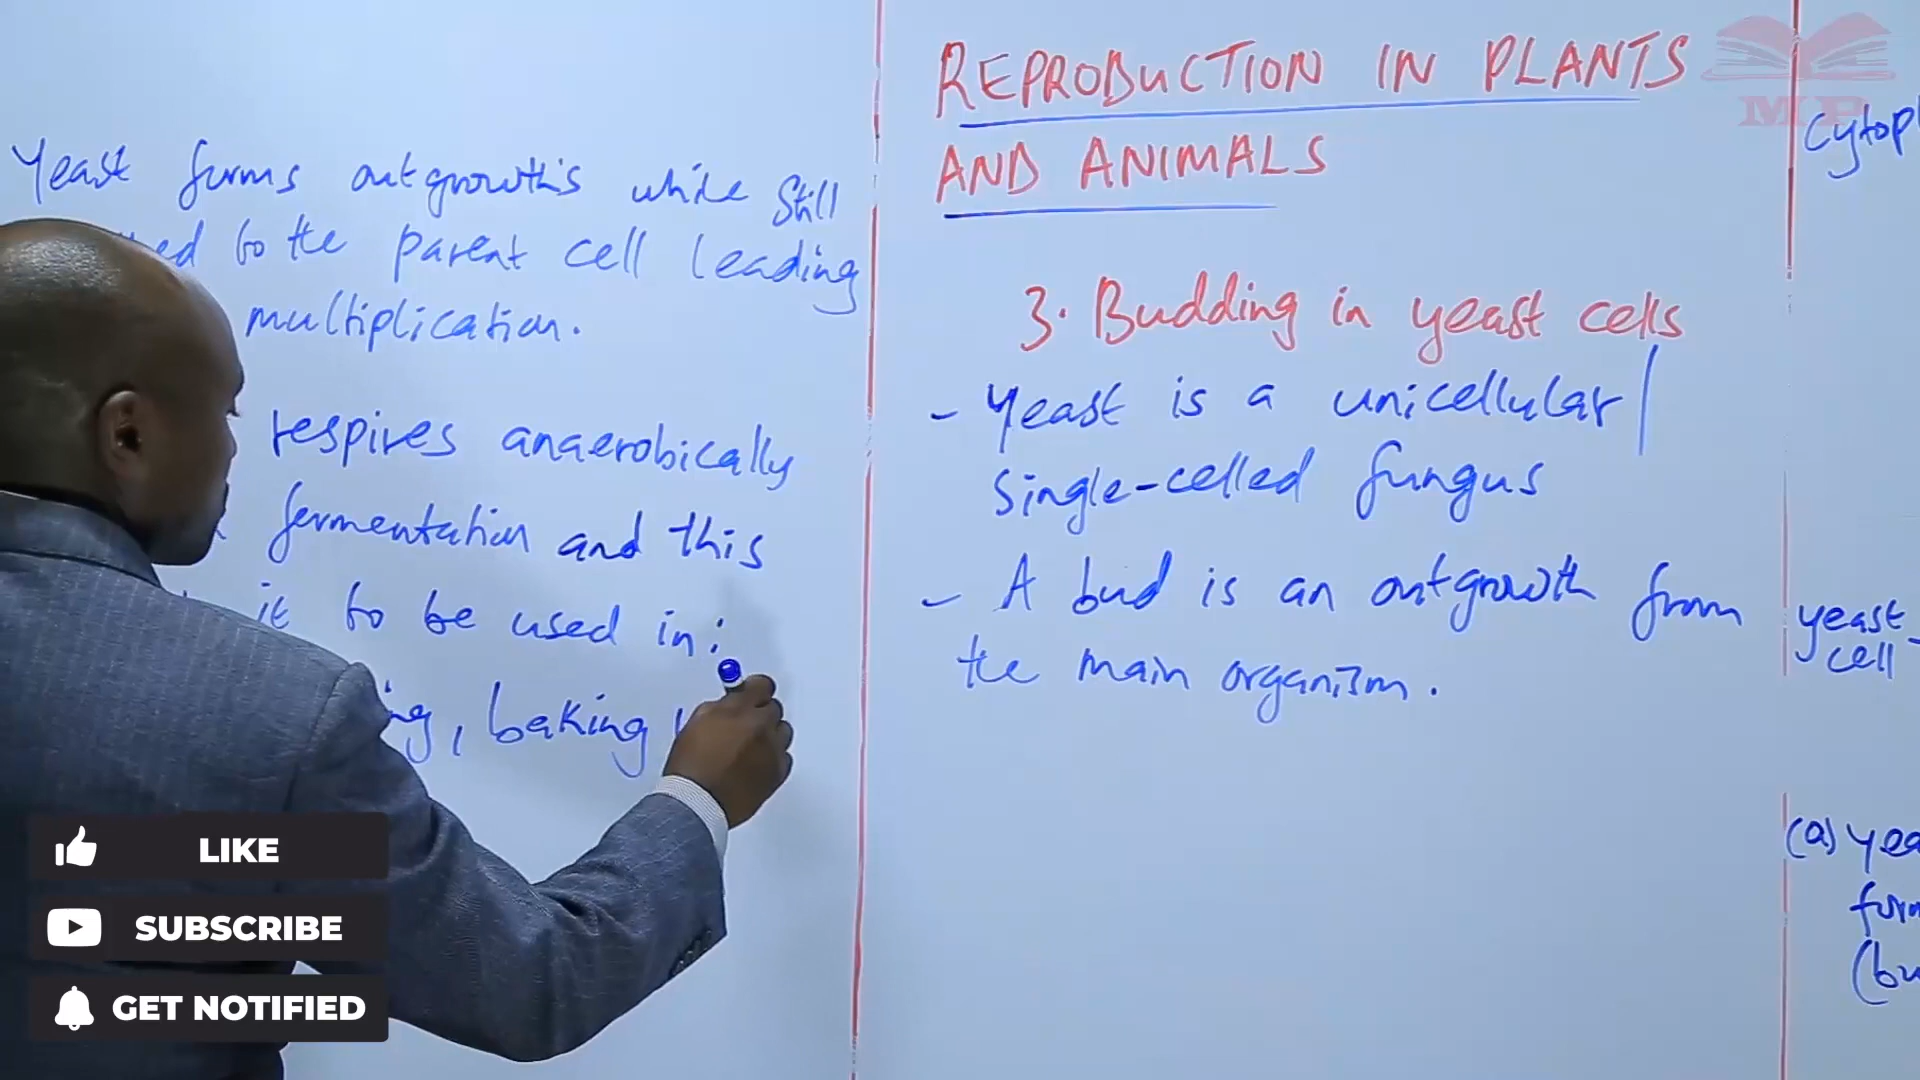 Yeast forms outgrowths while still
to the parent cell leading
multiplication.
respires anaerobically
fermentation and this
it to be used in:
baking
REPRODUCTION IN PLANTS
AND ANIMALS
3. Budding in yeast cells
- Yeast is a unicellular /
single-celled fungus
- A bud is an outgrowth from
the main organism.
yeast
cell
(a)
MP
LIKE
SUBSCRIBE
GET NOTIFIED